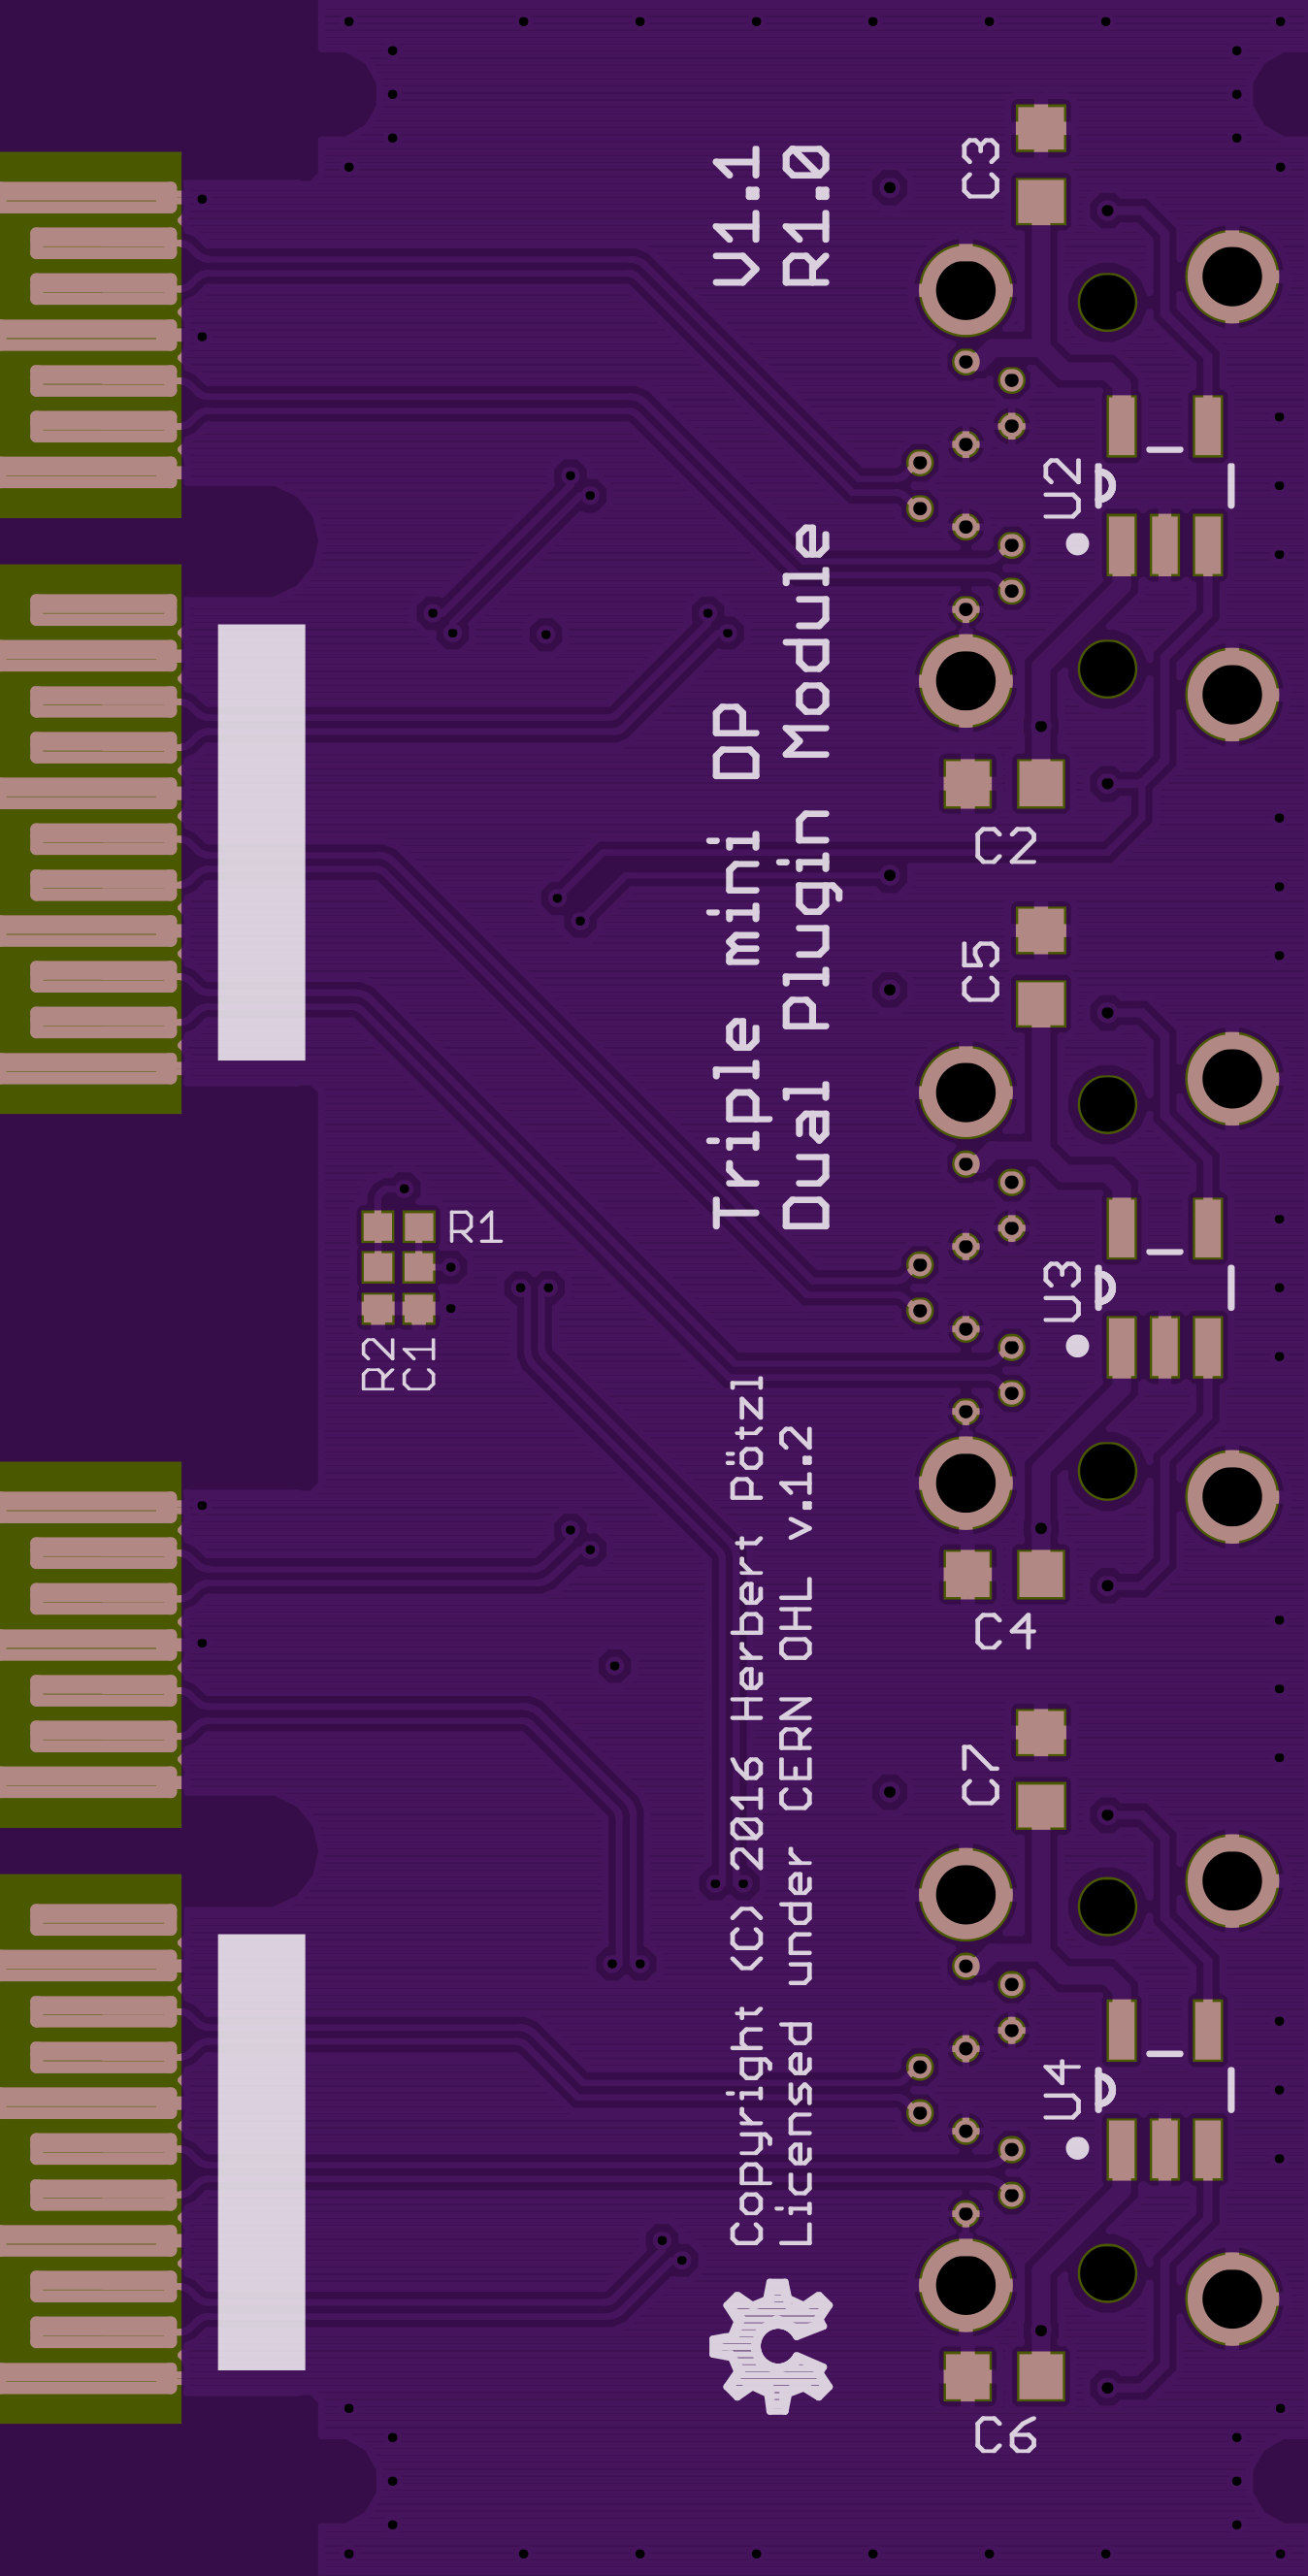 V1.1
R1.0
Triple mini DP
Dual Plugin Module
Copyright (C) 2016 Herbert Pötzl
Licensed under CERN OHL v.1.2
C3
U2
C2
C5
R1
R2
C1
U3
C4
C7
U4
C6